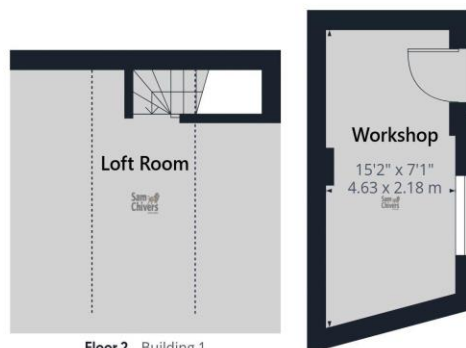 Loft Room
Sam
Chivers
Floor 2 Building 1
Workshop
15'2" x 7'1"
4.63 x 2.18 m
Sam
Chivers